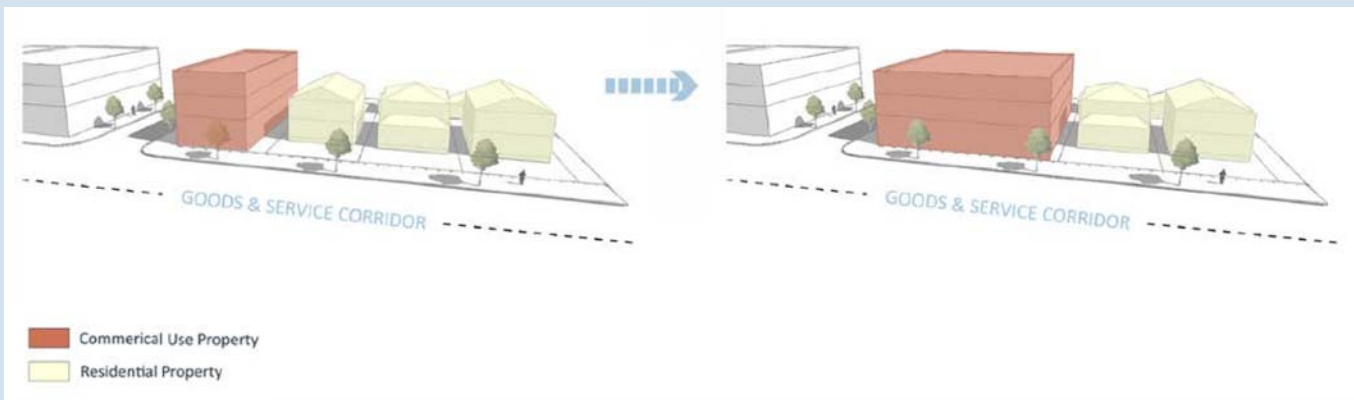 GOODS & SERVICE CORRIDOR
GOODS & SERVICE CORRIDOR
Commerical Use Property
Residential Property